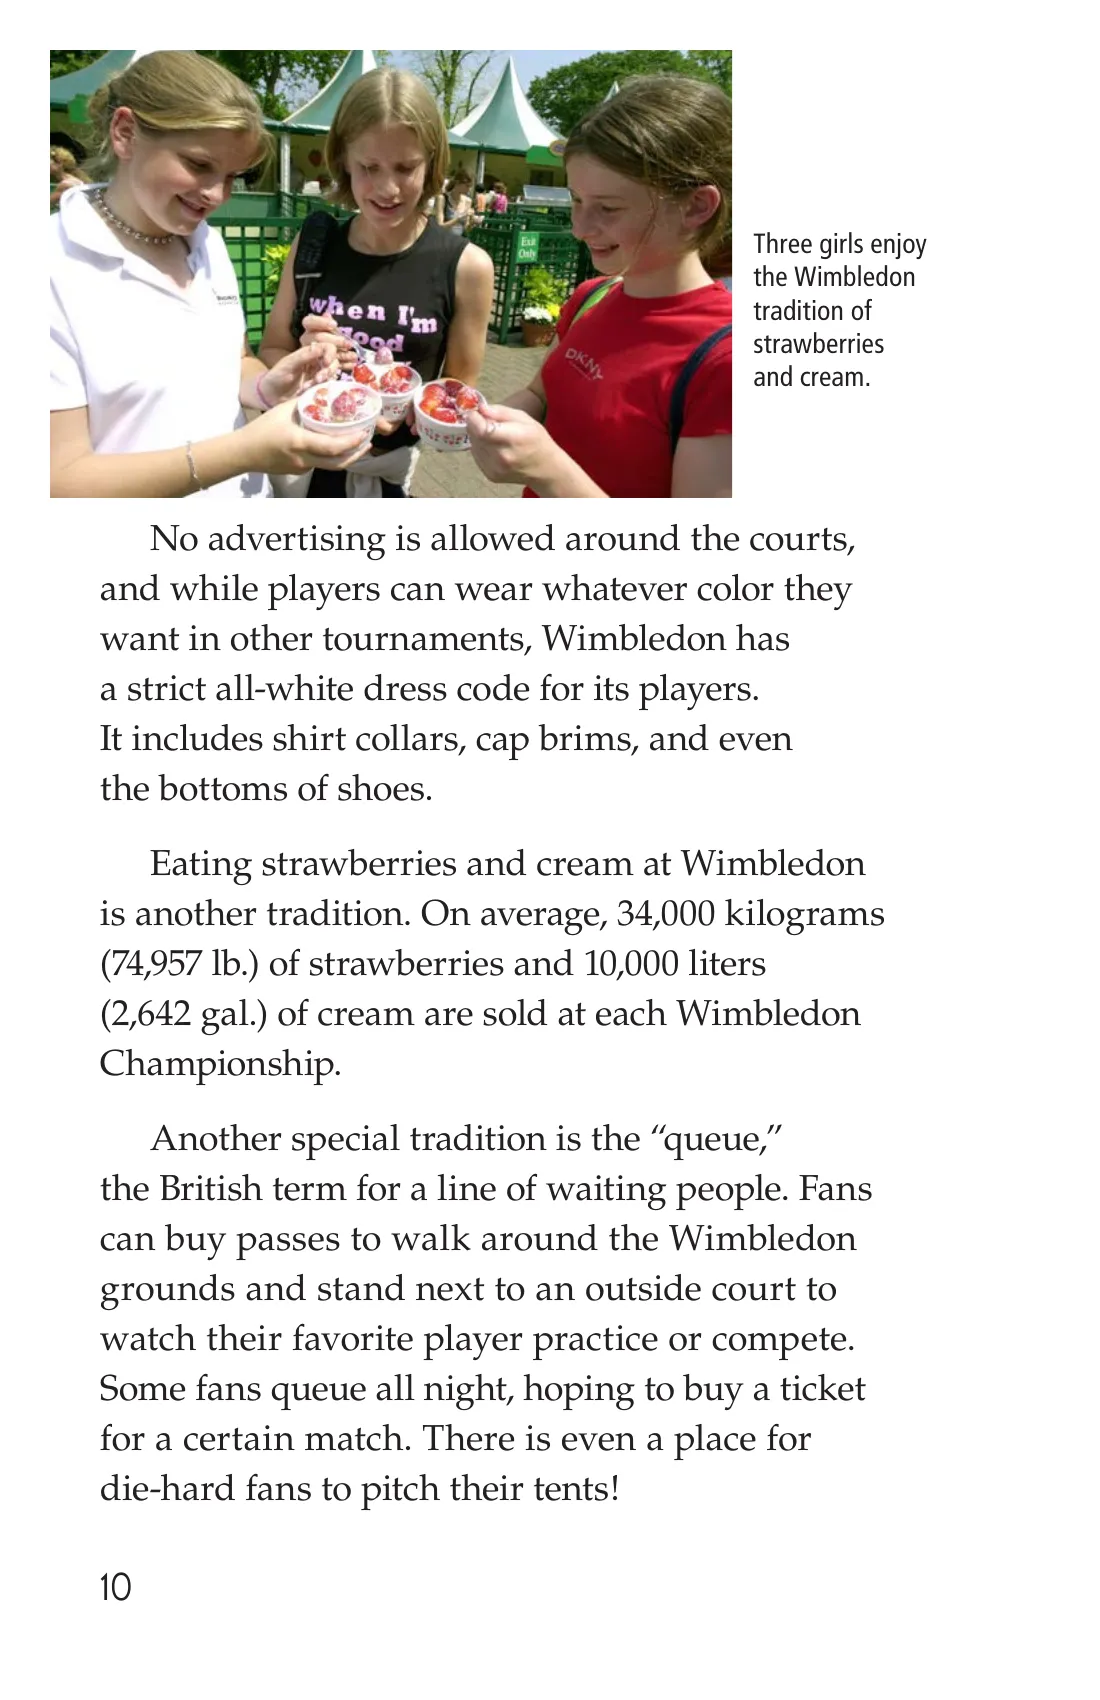 Exit
Only
when I'm
good
DKNY
Three girls enjoy
the Wimbledon
tradition of
strawberries
and cream.
No advertising is allowed around the courts,
and while players can wear whatever color they
want in other tournaments, Wimbledon has
a strict all-white dress code for its players.
It includes shirt collars, cap brims, and even
the bottoms of shoes.
Eating strawberries and cream at Wimbledon
is another tradition. On average, 34,000 kilograms
(74,957 lb.) of strawberries and 10,000 liters
(2,642 gal.) of cream are sold at each Wimbledon
Championship.
Another special tradition is the “queue,”
the British term for a line of waiting people. Fans
can buy passes to walk around the Wimbledon
grounds and stand next to an outside court to
watch their favorite player practice or compete.
Some fans queue all night, hoping to buy a ticket
for a certain match. There is even a place for
die-hard fans to pitch their tents!
10